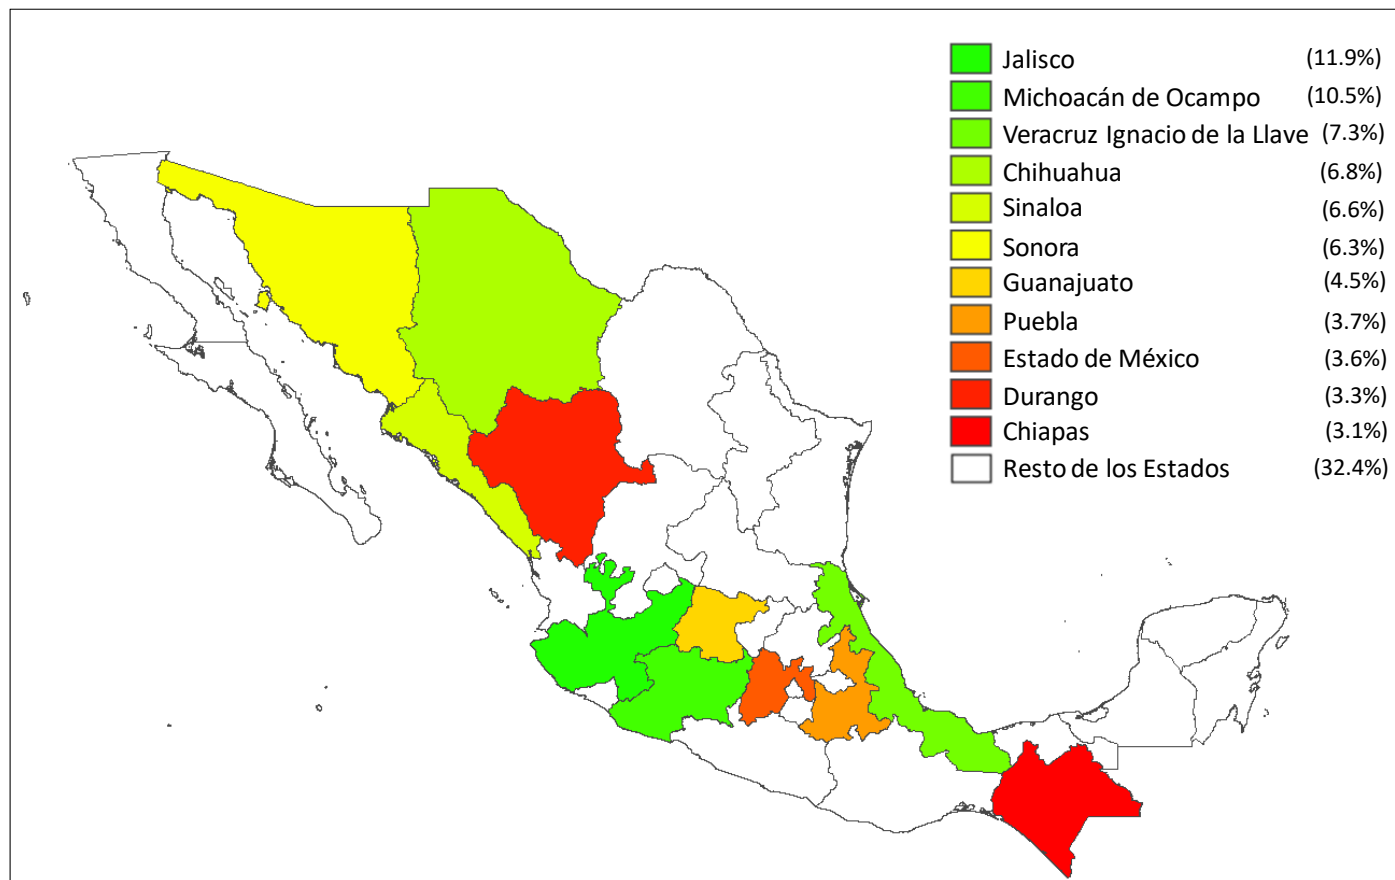 Jalisco (11.9%)
Michoacán de Ocampo (10.5%)
Veracruz Ignacio de la Llave (7.3%)
Chihuahua (6.8%)
Sinaloa (6.6%)
Sonora (6.3%)
Guanajuato (4.5%)
Puebla (3.7%)
Estado de México (3.6%)
Durango (3.3%)
Chiapas (3.1%)
Resto de los Estados (32.4%)